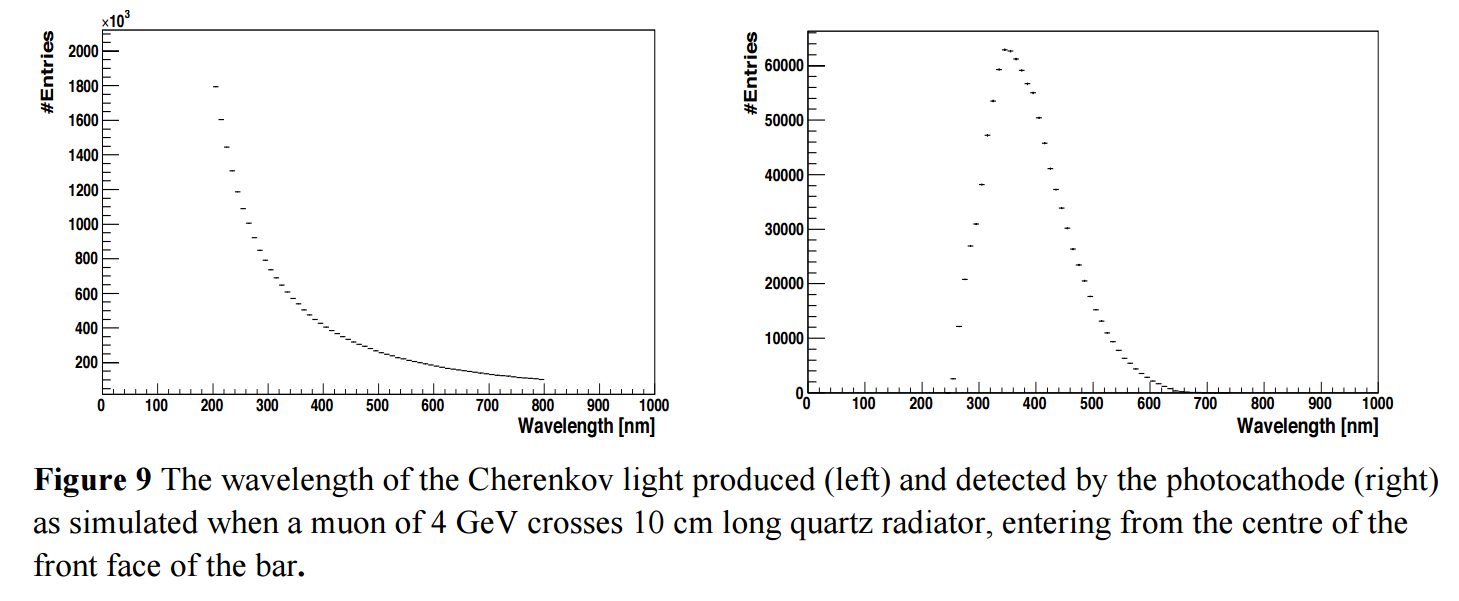 ×10³
#Entries
2000
1800
1600
1400
1200
1000
800
600
400
200
0 100 200 300 400 500 600 700 800 900 1000
Wavelength [nm]
#Entries
60000
50000
40000
30000
20000
10000
0
0 100 200 300 400 500 600 700 800 900 1000
Wavelength [nm]
Figure 9 The wavelength of the Cherenkov light produced (left) and detected by the photocathode (right)
as simulated when a muon of 4 GeV crosses 10 cm long quartz radiator, entering from the centre of the
front face of the bar.